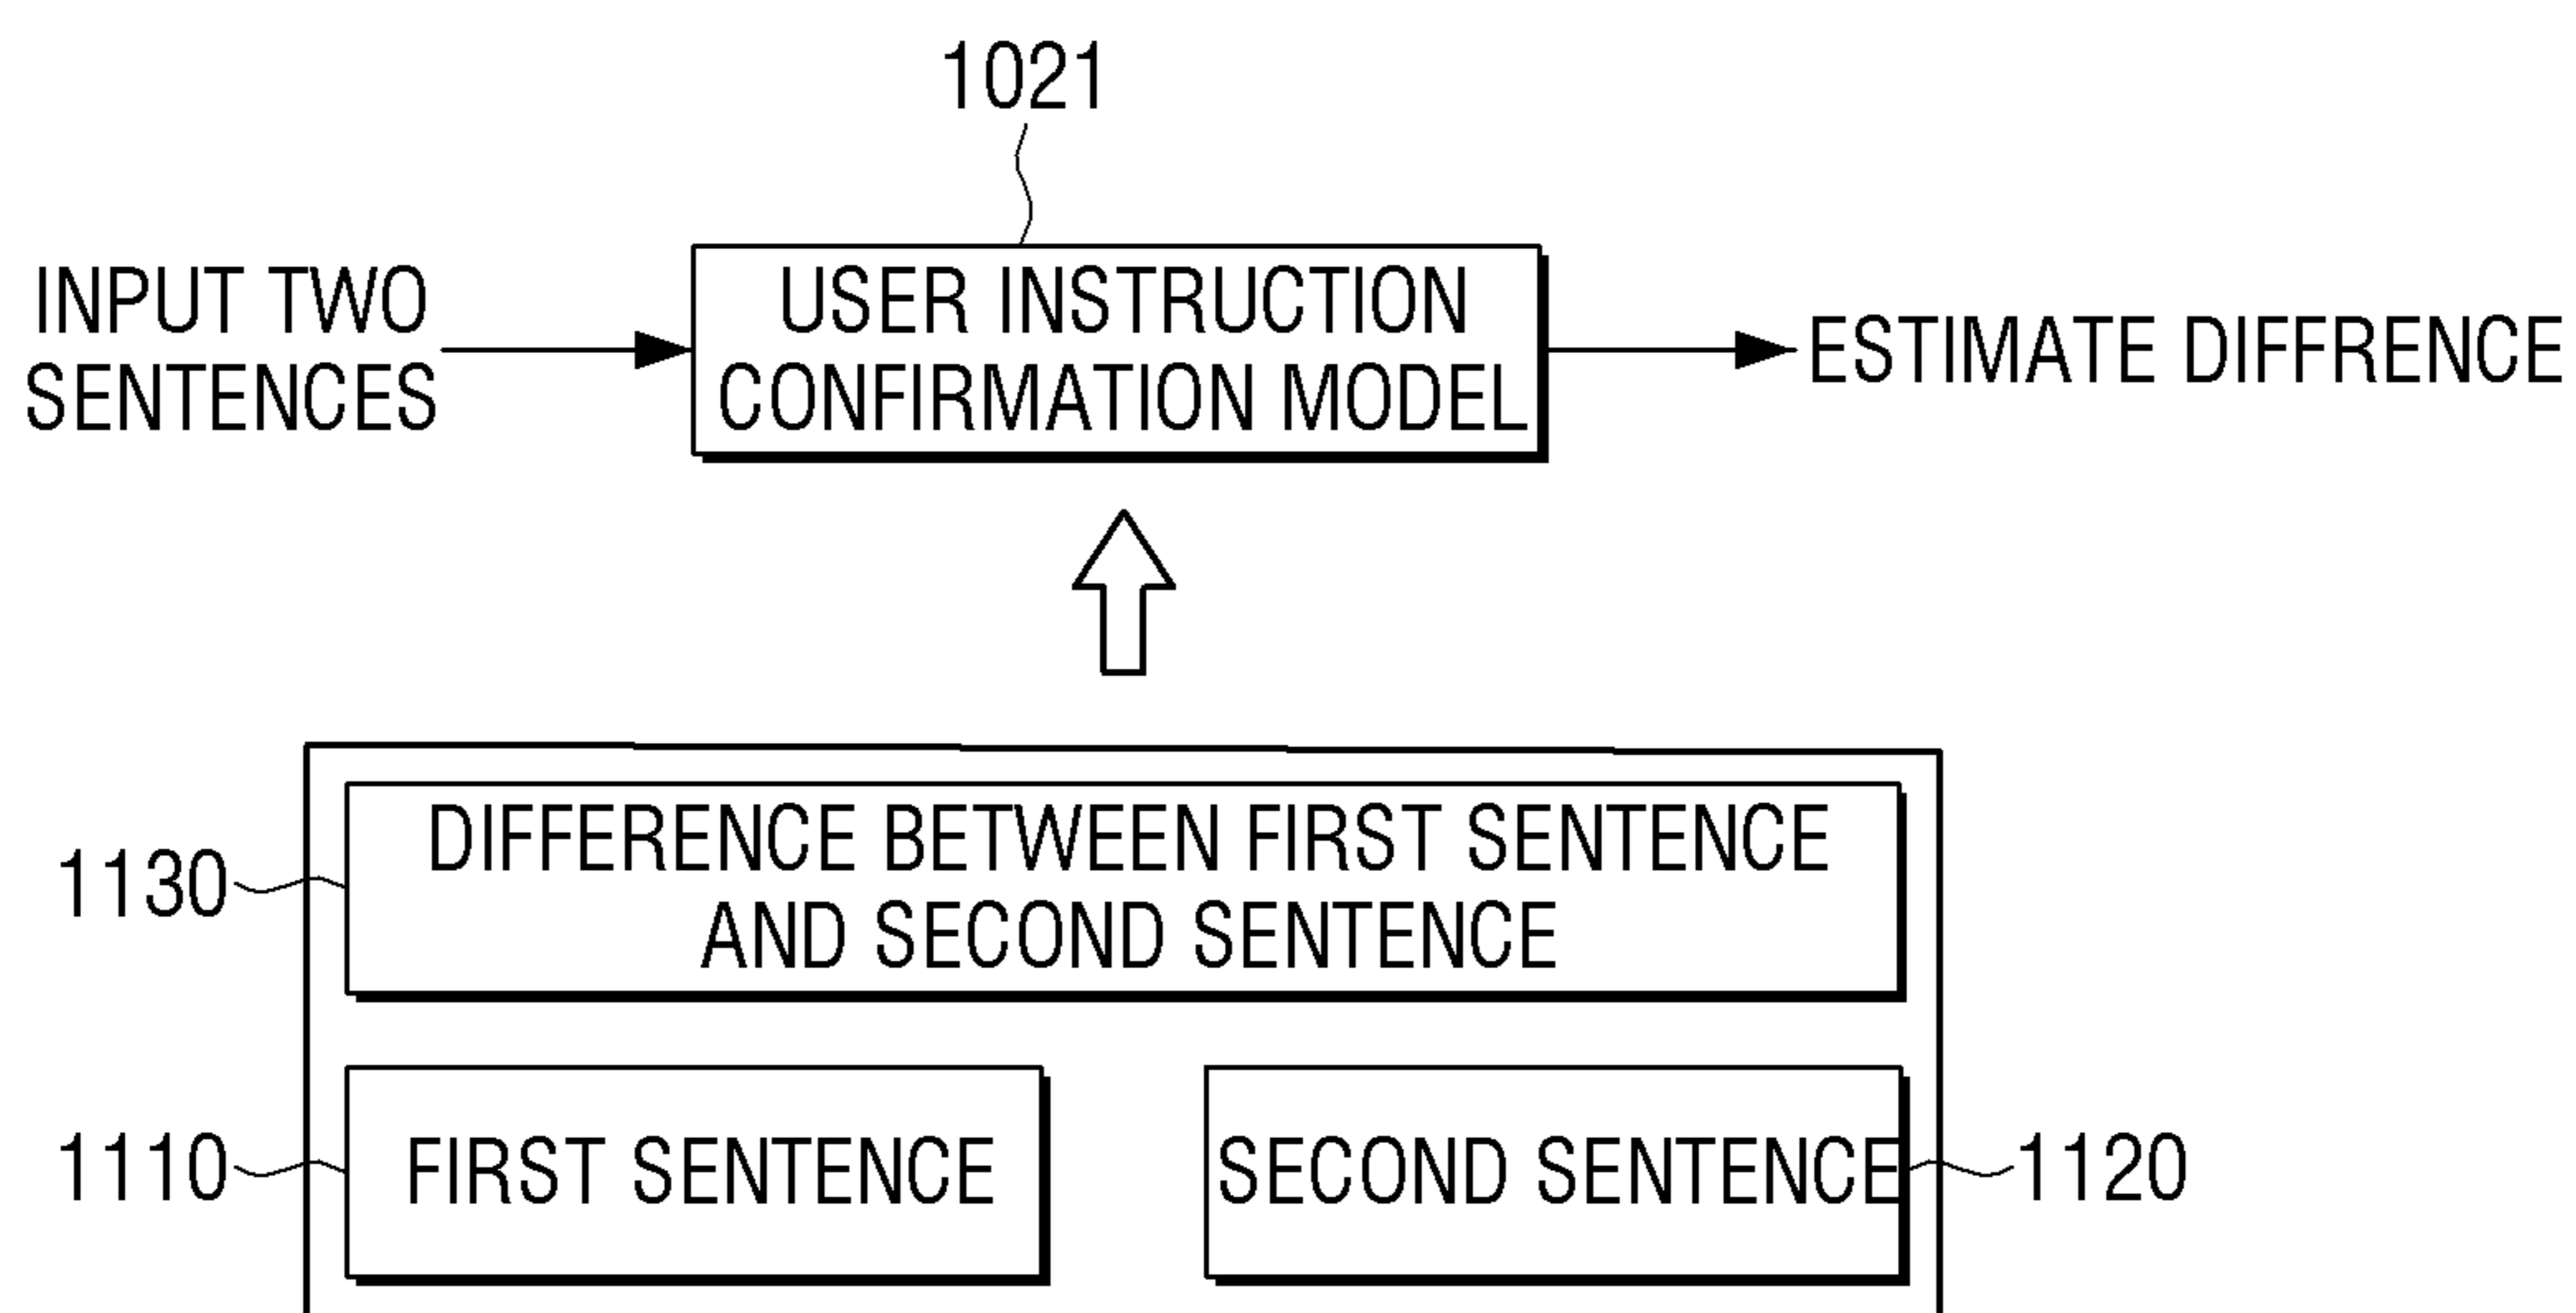 1021
INPUT TWO
SENTENCES
USER INSTRUCTION
CONFIRMATION MODEL
ESTIMATE DIFFRENCE
1130
DIFFERENCE BETWEEN FIRST SENTENCE
AND SECOND SENTENCE
1110
FIRST SENTENCE
SECOND SENTENCE
1120